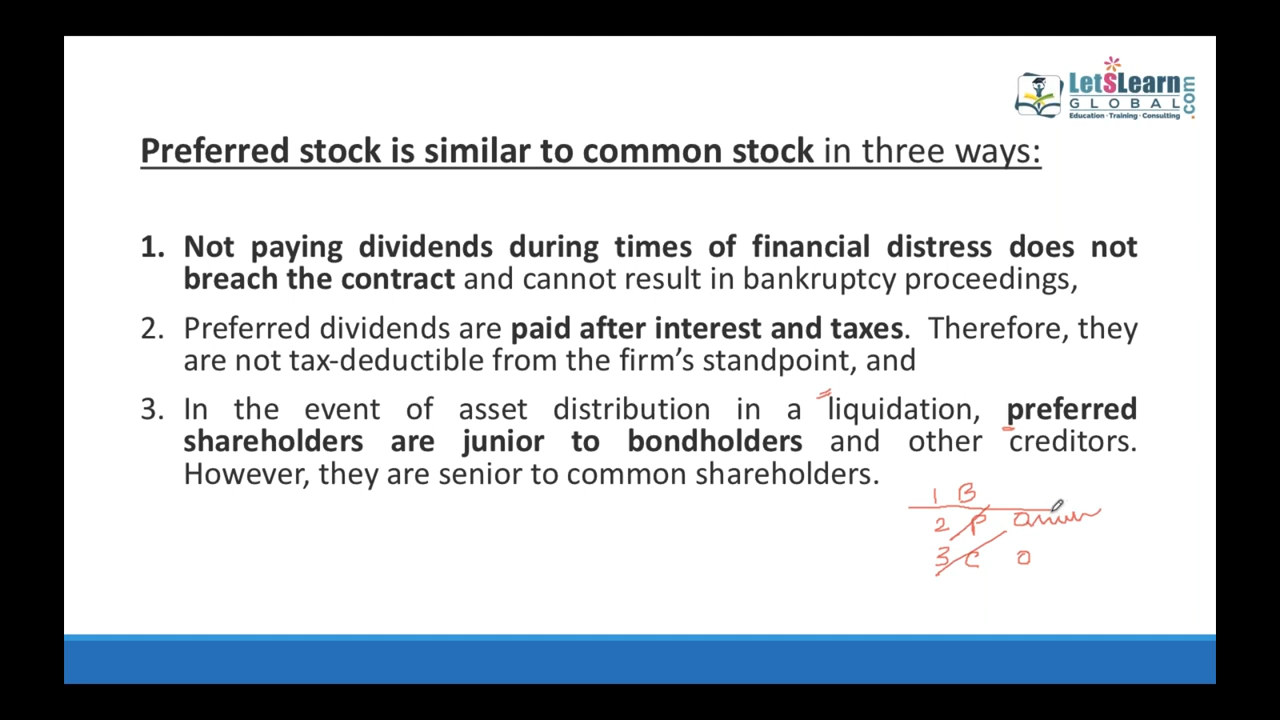 LetSLearn
GLOBAL
.com
Education · Training · Consulting
Preferred stock is similar to common stock in three ways:
1. Not paying dividends during times of financial distress does not
breach the contract and cannot result in bankruptcy proceedings,
2. Preferred dividends are paid after interest and taxes. Therefore, they
are not tax-deductible from the firm's standpoint, and
3. In the event of asset distribution in a liquidation, preferred
shareholders are junior to bondholders and other creditors.
However, they are senior to common shareholders.
1 B
2 P
3 C 0